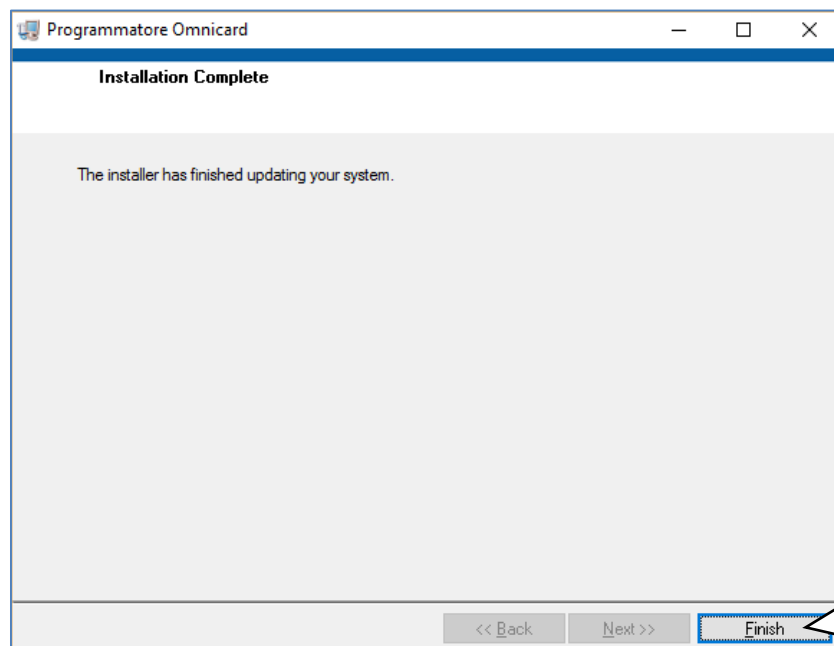 Programmatore Omnicard
Installation Complete
The installer has finished updating your system.
<< Back Next >> Finish